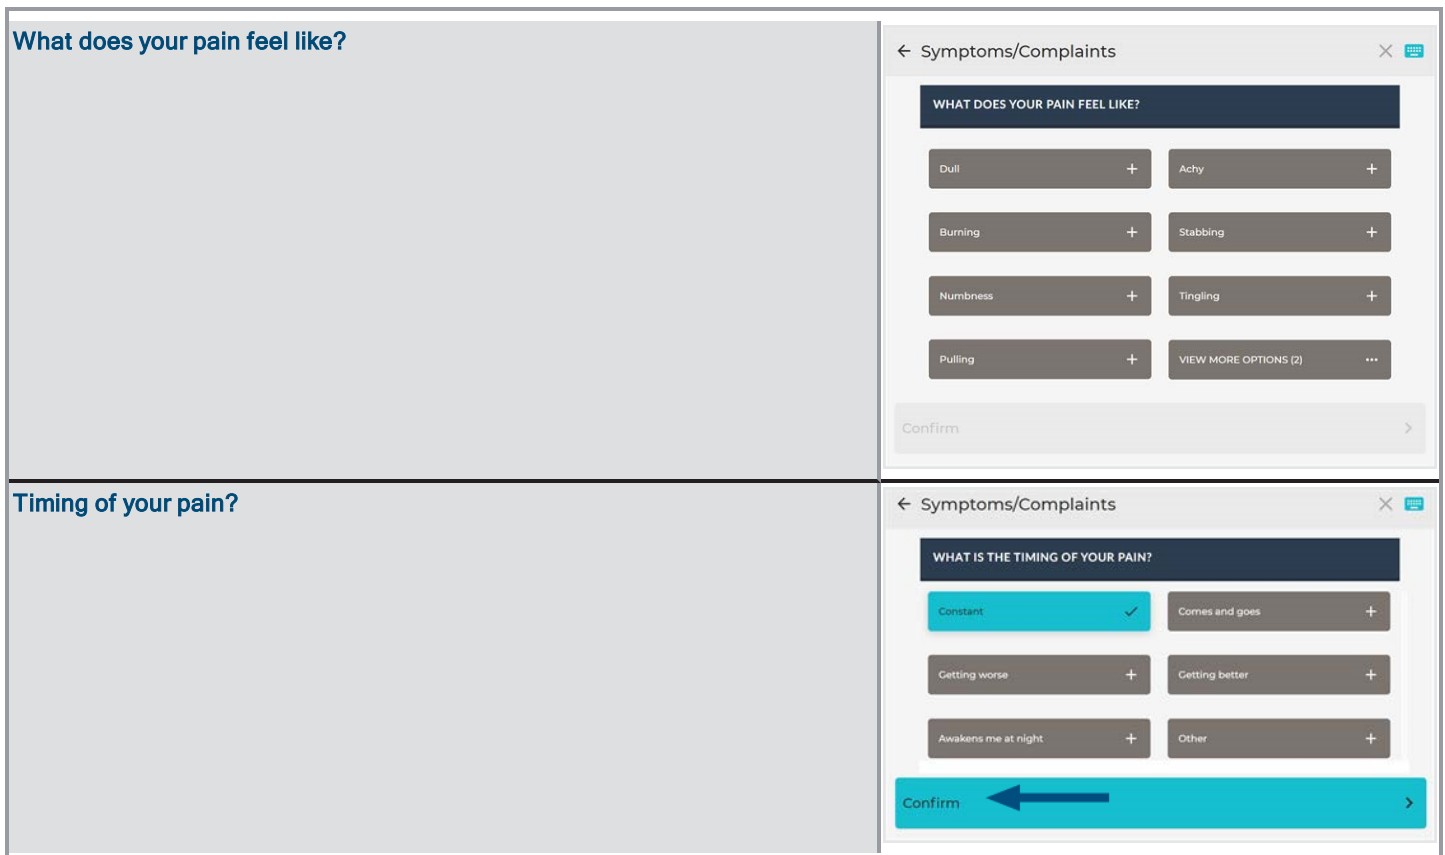 What does your pain feel like?
Symptoms/Complaints
WHAT DOES YOUR PAIN FEEL LIKE?
Dull
Achy
Burning
Stabbing
Numbness
Tingling
Pulling
VIEW MORE OPTIONS (2)
Confirm
Timing of your pain?
Symptoms/Complaints
WHAT IS THE TIMING OF YOUR PAIN?
Constant
Comes and goes
Getting worse
Getting better
Awakens me at night
Other
Confirm